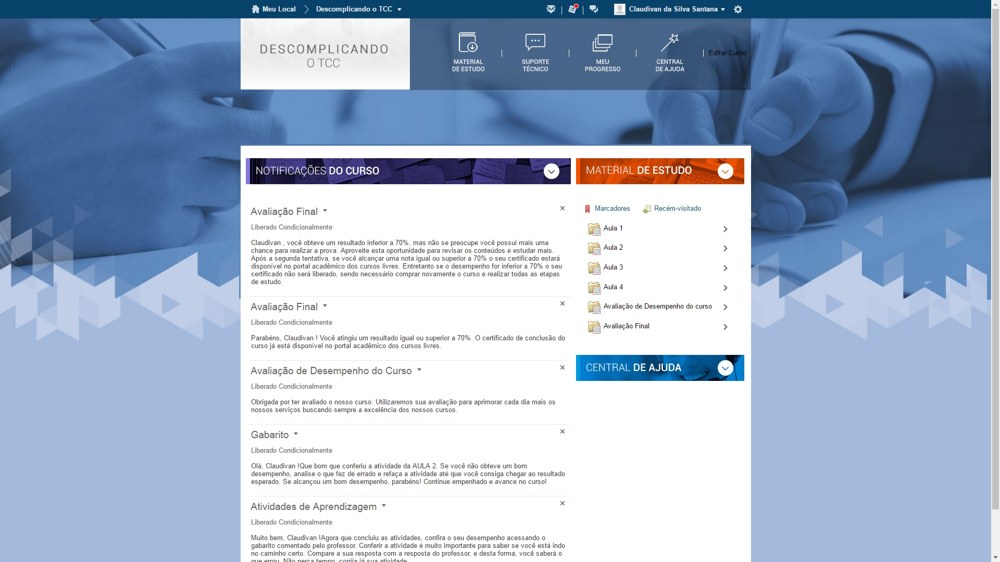 Meu Local
Descomplicando o TCC
Claudivan da Silva Santana
DESCOMPLICANDO
O TCC
MATERIAL
DE ESTUDO
SUPORTE
TÉCNICO
MEU
PROGRESSO
CENTRAL
DE AJUDA
Editar Curso
NOTIFICAÇÕES DO CURSO
Avaliação Final
Liberado Condicionalmente
Claudivan , você obteve um resultado inferior a 70%, mas não se preocupe você possui mais uma
chance para realizar a prova. Aproveite esta oportunidade para revisar os conteúdos e estudar mais.
Após a segunda tentativa, se você alcançar uma nota igual ou superior a 70% o seu certificado estará
disponível no portal acadêmico dos cursos livres. Entretanto se o desempenho for inferior a 70% o seu
certificado não será liberado, sendo necessário comprar novamente o curso e realizar todas as etapas
de estudo.
Avaliação Final
Liberado Condicionalmente
Parabéns, Claudivan ! Você atingiu um resultado igual ou superior a 70%. O certificado de conclusão do
curso já está disponível no portal acadêmico dos cursos livres.
Avaliação de Desempenho do Curso
Liberado Condicionalmente
Obrigada por ter avaliado o nosso curso. Utilizaremos sua avaliação para aprimorar cada dia mais os
nossos serviços buscando sempre a excelência dos nossos cursos.
Gabarito
Liberado Condicionalmente
Olá, Claudivan !Que bom que conferiu a atividade da AULA 2. Se você não obteve um bom
desempenho, analise o que fez de errado e refaça a atividade até que você consiga chegar ao resultado
esperado. Se alcançou um bom desempenho, parabéns! Continue empenhado e avance no curso!
Atividades de Aprendizagem
Liberado Condicionalmente
Muito bem, Claudivan !Agora que concluiu as atividades, confira o seu desempenho acessando o
gabarito comentado pelo professor. Conferir a atividade é muito importante para saber se você está indo
no caminho certo. Compare a sua resposta com a resposta do professor, e desta forma, você saberá o
que errou. Não perca tempo, corrija já sua atividade.
MATERIAL DE ESTUDO
Marcadores
Recém-visitado
Aula 1
Aula 2
Aula 3
Aula 4
Avaliação de Desempenho do curso
Avaliação Final
CENTRAL DE AJUDA